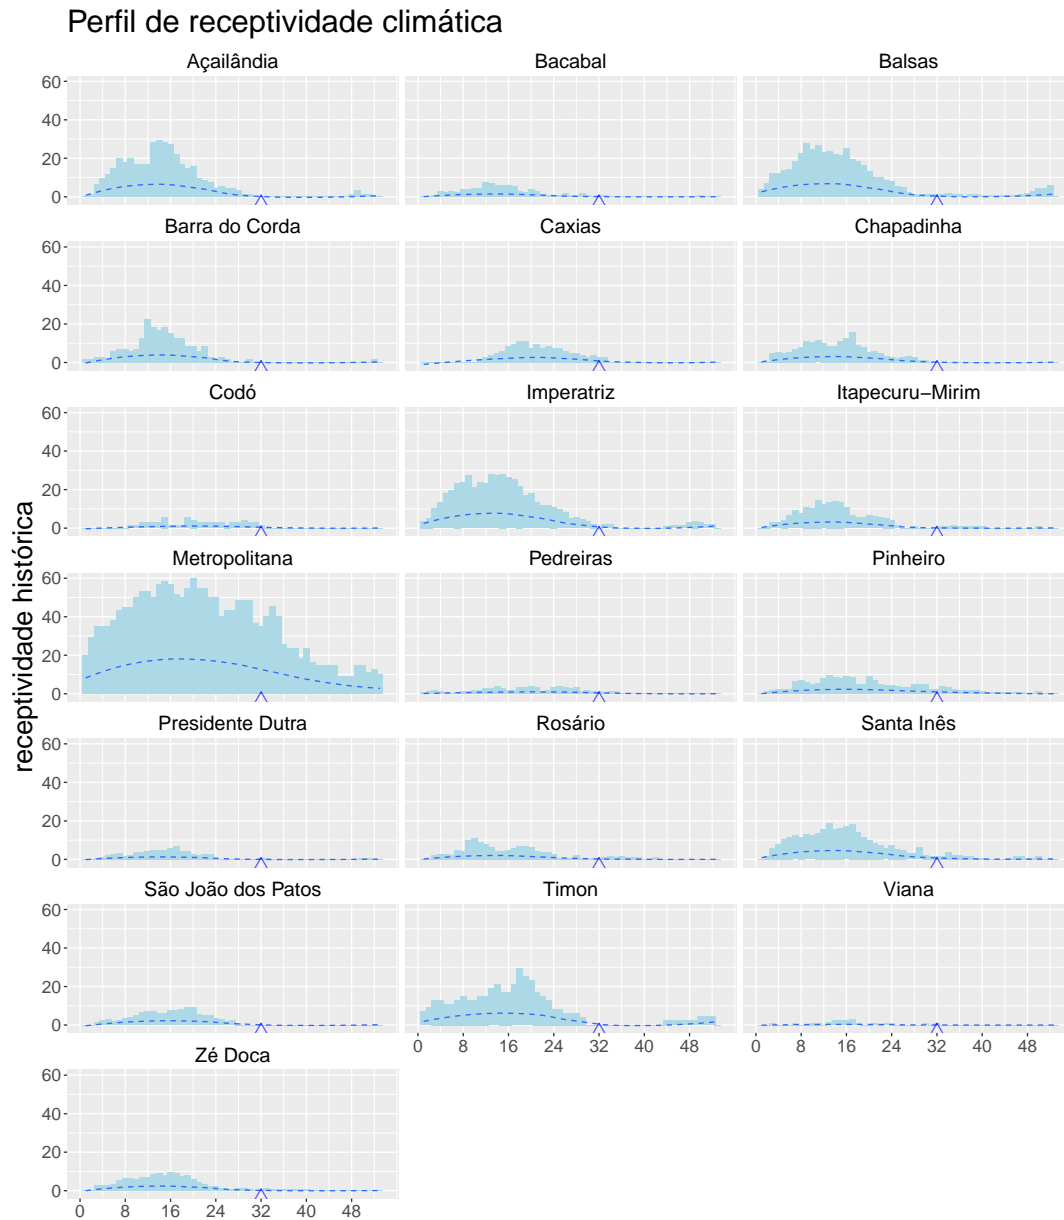 Perfil de receptividade climática
Açailândia
Bacabal
Balsas
60
40
20
0
Barra do Corda
Caxias
Chapadinha
60
40
20
0
Codó
Imperatriz
Itapecuru−Mirim
60
40
20
0
receptividade histórica
Metropolitana
Pedreiras
Pinheiro
60
40
20
0
Presidente Dutra
Rosário
Santa Inês
60
40
20
0
São João dos Patos
Timon
Viana
60
40
20
0
0 8 16 24 32 40 48
0 8 16 24 32 40 48
Zé Doca
60
40
20
0
0 8 16 24 32 40 48